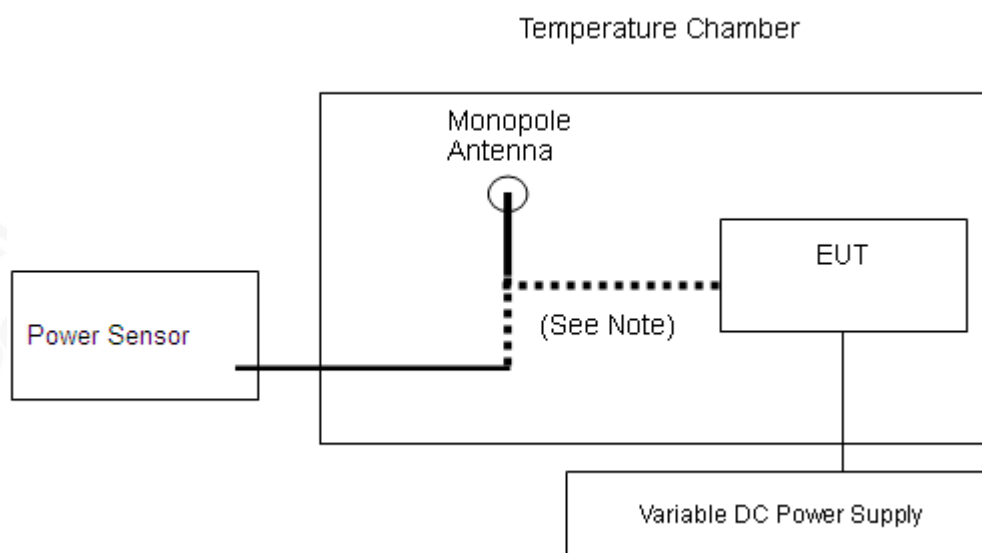 Temperature Chamber
Monopole
Antenna
EUT
(See Note)
Power Sensor
Variable DC Power Supply